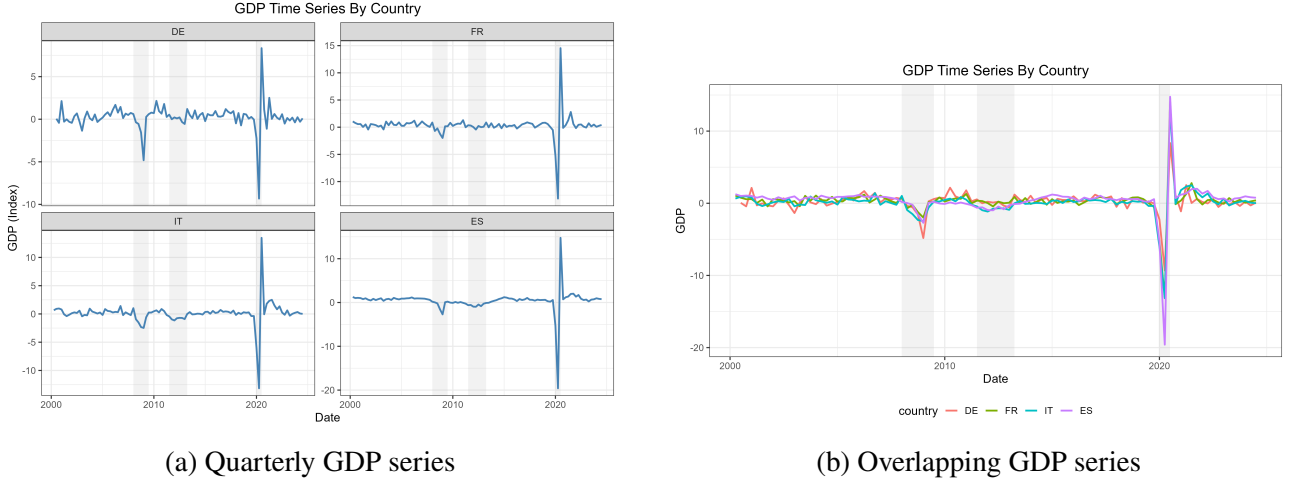 GDP Time Series By Country
DE
FR
5
0
-5
-10
15
10
5
0
-5
-10
GDP (Index)
IT
ES
10
5
0
-5
-10
10
0
-10
-20
2000
2010
2020
2000
2010
2020
Date
(a) Quarterly GDP series
GDP Time Series By Country
GDP
10
0
-10
-20
2000
2010
2020
Date
country DE FR IT ES
(b) Overlapping GDP series